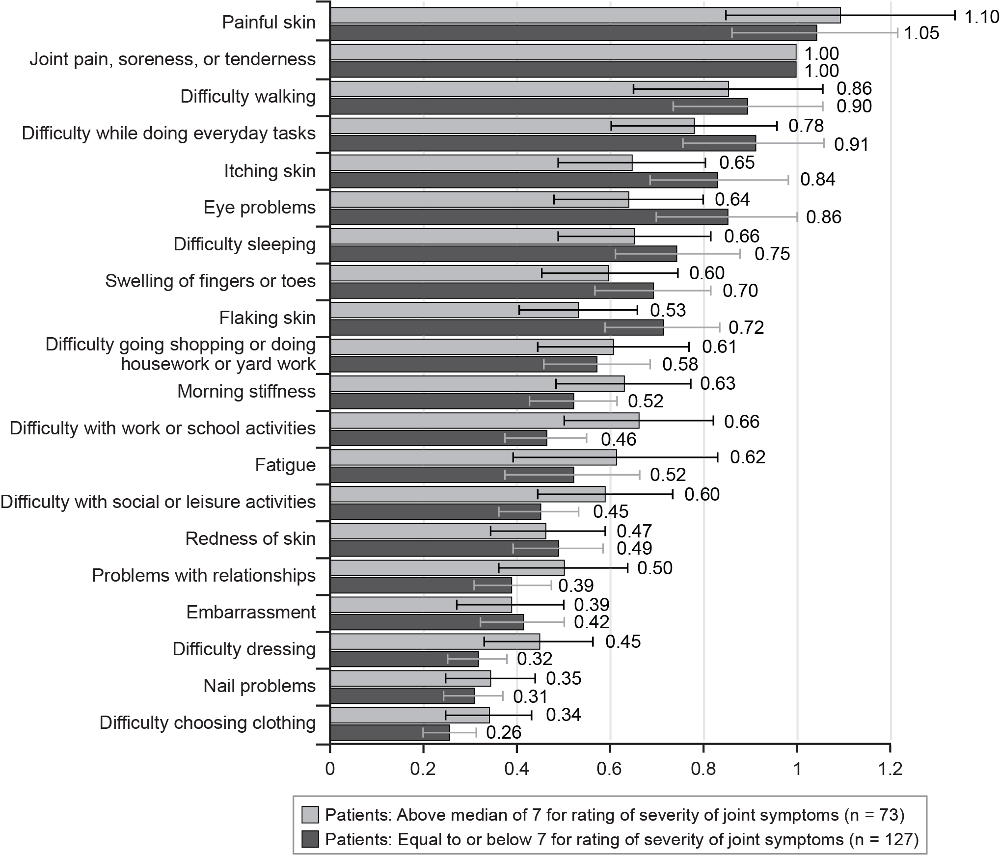 Painful skin
1.10
1.05
Joint pain, soreness, or tenderness
1.00
1.00
Difficulty walking
0.86
0.90
Difficulty while doing everyday tasks
0.78
0.91
Itching skin
0.65
0.84
Eye problems
0.64
0.86
Difficulty sleeping
0.66
0.75
Swelling of fingers or toes
0.60
0.70
Flaking skin
0.53
0.72
Difficulty going shopping or doing
housework or yard work
0.61
0.58
Morning stiffness
0.63
0.52
Difficulty with work or school activities
0.66
0.46
Fatigue
0.62
0.52
Difficulty with social or leisure activities
0.60
0.45
Redness of skin
0.47
0.49
Problems with relationships
0.50
0.39
Embarrassment
0.39
0.42
Difficulty dressing
0.45
0.32
Nail problems
0.35
0.31
Difficulty choosing clothing
0.34
0.26
0 0.2 0.4 0.6 0.8 1 1.2
Patients: Above median of 7 for rating of severity of joint symptoms (n = 73)
Patients: Equal to or below 7 for rating of severity of joint symptoms (n = 127)